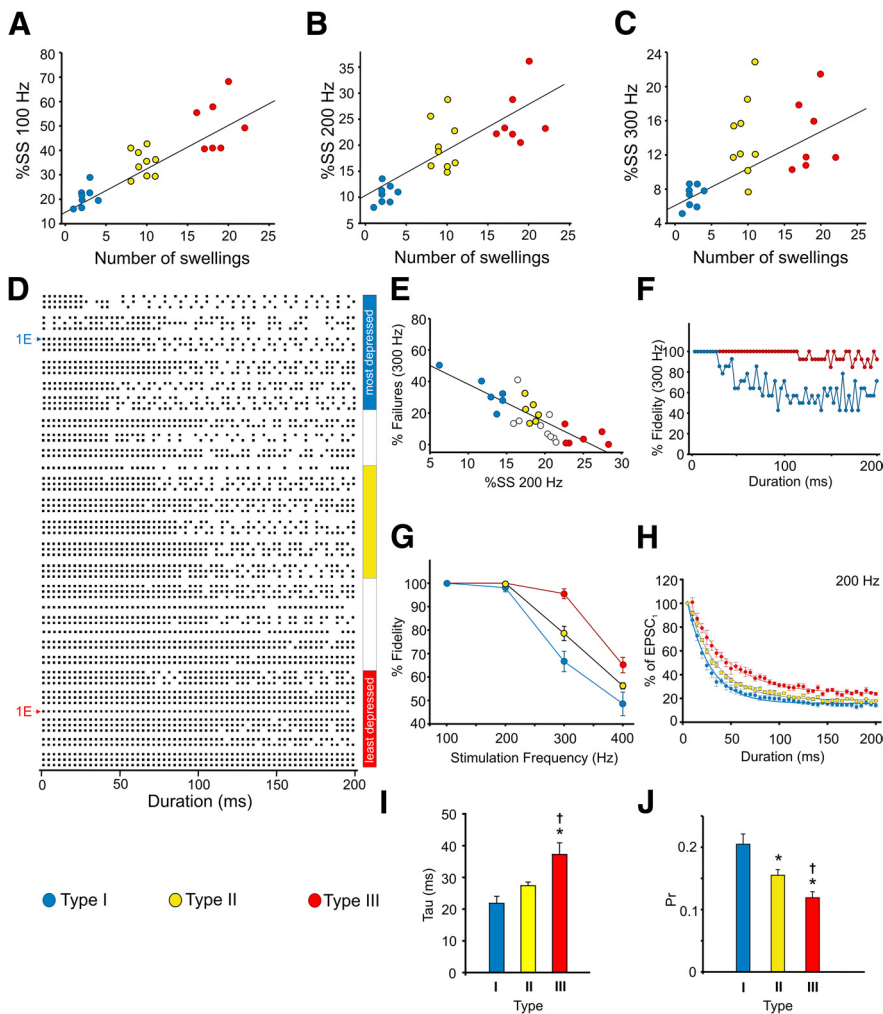 A
%SS 100 Hz
80
70
60
50
40
30
20
10
0
5
10
15
20
25
Number of swellings
B
%SS 200 Hz
35
30
25
20
15
10
5
0
5
10
15
20
25
Number of swellings
C
%SS 300 Hz
24
20
16
12
8
4
0
5
10
15
20
25
Number of swellings
D
1E
1E
most depressed
least depressed
0
50
100
150
200
Duration (ms)
E
% Failures (300 Hz)
80
60
40
20
0
5
10
15
20
25
30
%SS 200 Hz
F
% Fidelity (300 Hz)
100
80
60
40
20
0
0
100
200
Duration (ms)
G
% Fidelity
100
90
80
70
60
50
40
100
200
300
400
Stimulation Frequency (Hz)
H
200 Hz
% of EPSC1
120
100
80
60
40
20
0
0
50
100
150
200
Duration (ms)
I
Tau (ms)
50
40
30
20
10
0
†
*
I
II
III
Type
J
Pr
0.2
0.1
0
*
†
*
I
II
III
Type
Type I
Type II
Type III